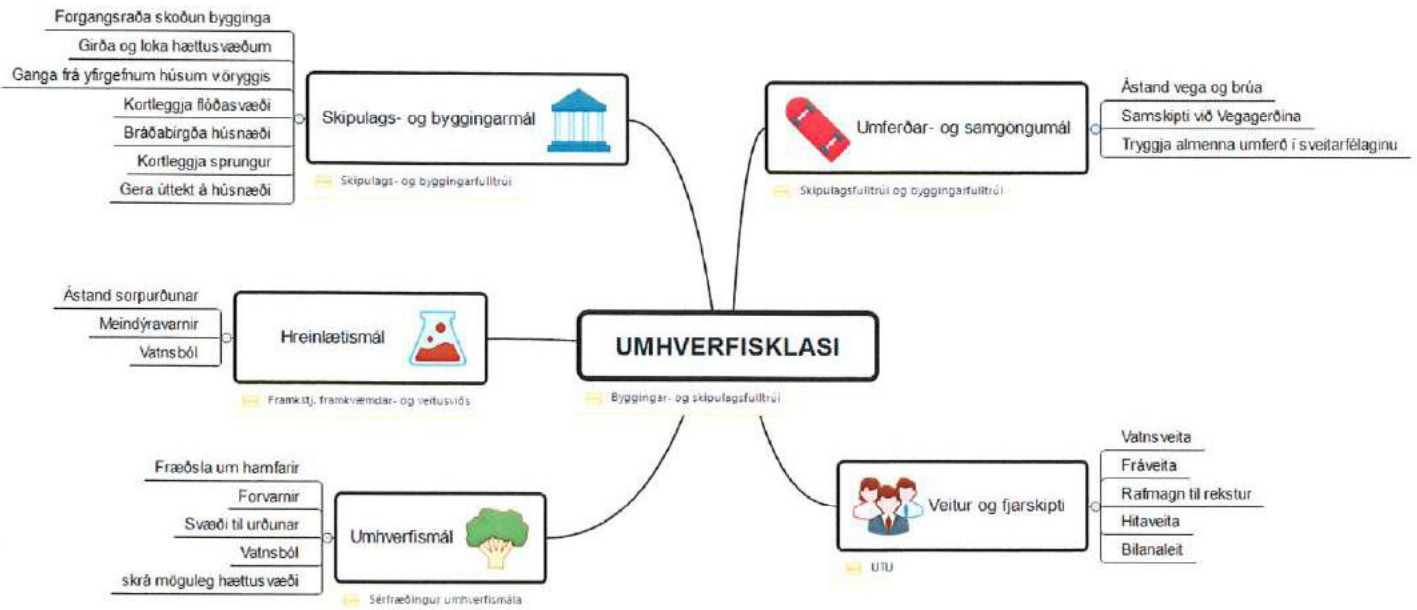 Forgangsraða skoðun bygginga
Girða og loka hættusvæðum
Ganga frá yfirgefnum húsum v.öryggis
Kortleggja flóðasvæði
Bráðabirgða húsnæði
Kortleggja sprungur
Gera úttekt á húsnæði
Skipulags- og byggingarmál
Skipulags- og byggingarfulltrúi
Umferðar- og samgöngumál
Skipulagsfulltrúi og byggingarfulltrúi
Ástand vega og brúa
Samskipti við Vegagerðina
Tryggja almenna umferð í sveitarfélaginu
Ástand sorpurðunar
Meindýravarnir
Vatnsból
Hreinlætismál
Framkstj. framkvæmdar- og veitusviðs
UMHVERFISKLASI
Byggingar- og skipulagsfulltrúi
Fræðsla um hamfarir
Forvarnir
Svæði til urðunar
Vatnsból
skrá möguleg hættusvæði
Umhverfismál
Sérfræðingur umhverfismála
Veitur og fjarskipti
UTU
Vatnsveita
Fráveita
Rafmagn til rekstur
Hitaveita
Bilanaleit